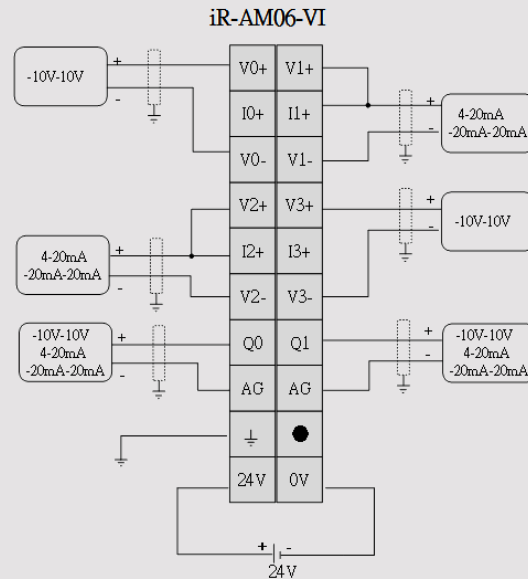 iR-AM06-VI
-10V-10V
+
-
V0+ V1+
I0+ I1+
V0- V1-
+
-
4-20mA
-20mA-20mA
V2+ V3+
I2+ I3+
V2- V3-
+
-
-10V-10V
4-20mA
-20mA-20mA
+
-
-10V-10V
4-20mA
-20mA-20mA
+
-
Q0 Q1
AG AG
+
-
-10V-10V
4-20mA
-20mA-20mA
24V 0V
+ -
24V